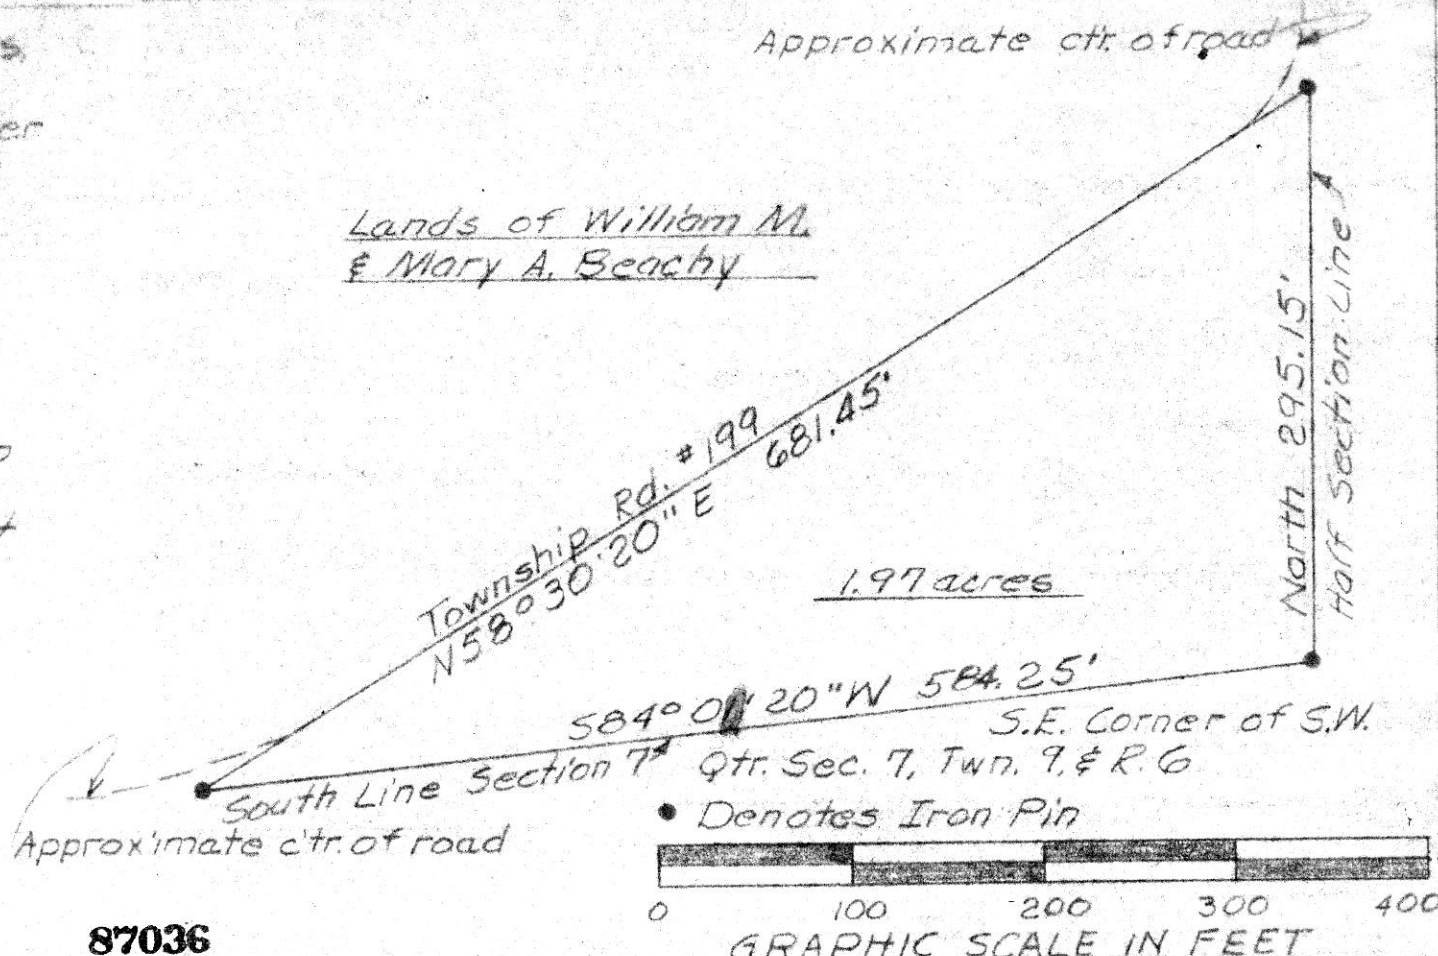 Approximate ctr. of road
er
Lands of William M.
& Mary A. Beachy
Township Rd. #199
N58°30'20"E 681.45'
North 295.15'
Half Section Line
1.97 acres
S84° 20"W 584.25'
South Line Section 7
S.E. Corner of S.W.
Qtr. Sec. 7, Twn. 9, & R. 6
Approximate ctr. of road
• Denotes Iron Pin
0 100 200 300 400
GRAPHIC SCALE IN FEET
87036